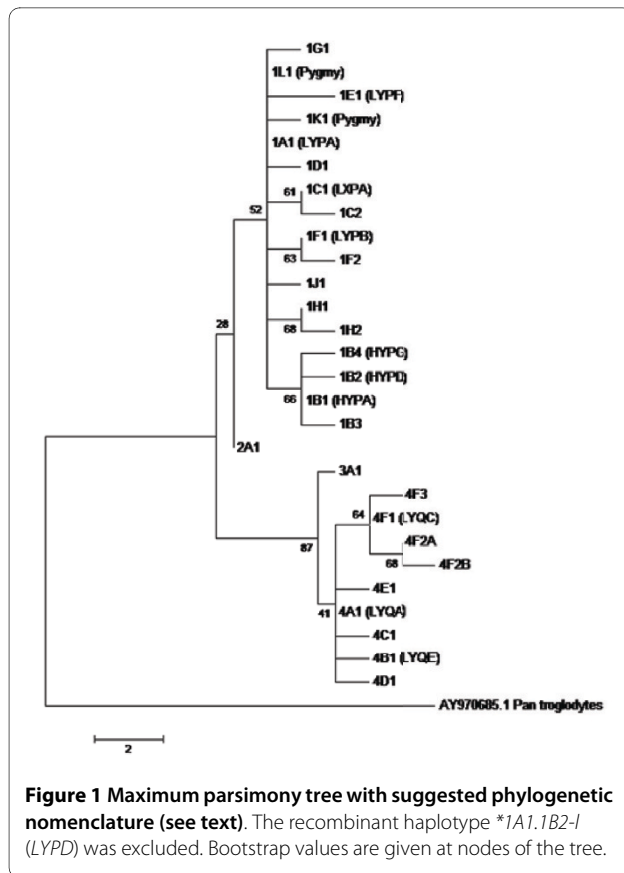 1G1
1L1 (Pygmy)
1E1 (LYPF)
1K1 (Pygmy)
1A1 (LYPA)
1D1
61
1C1 (LXPA)
52
1C2
1F1 (LYPB)
63
1F2
1J1
1H1
28
68
1H2
1B4 (HYPC)
1B2 (HYPD)
66
1B1 (HYPA)
1B3
2A1
3A1
4F3
64
4F1 (LYQC)
4F2A
87
68
4F2B
4E1
41
4A1 (LYQA)
4C1
4B1 (LYQE)
4D1
AY970685.1 Pan troglodytes
2
Figure 1 Maximum parsimony tree with suggested phylogenetic
nomenclature (see text). The recombinant haplotype *1A1.1B2-l
(LYPD) was excluded. Bootstrap values are given at nodes of the tree.